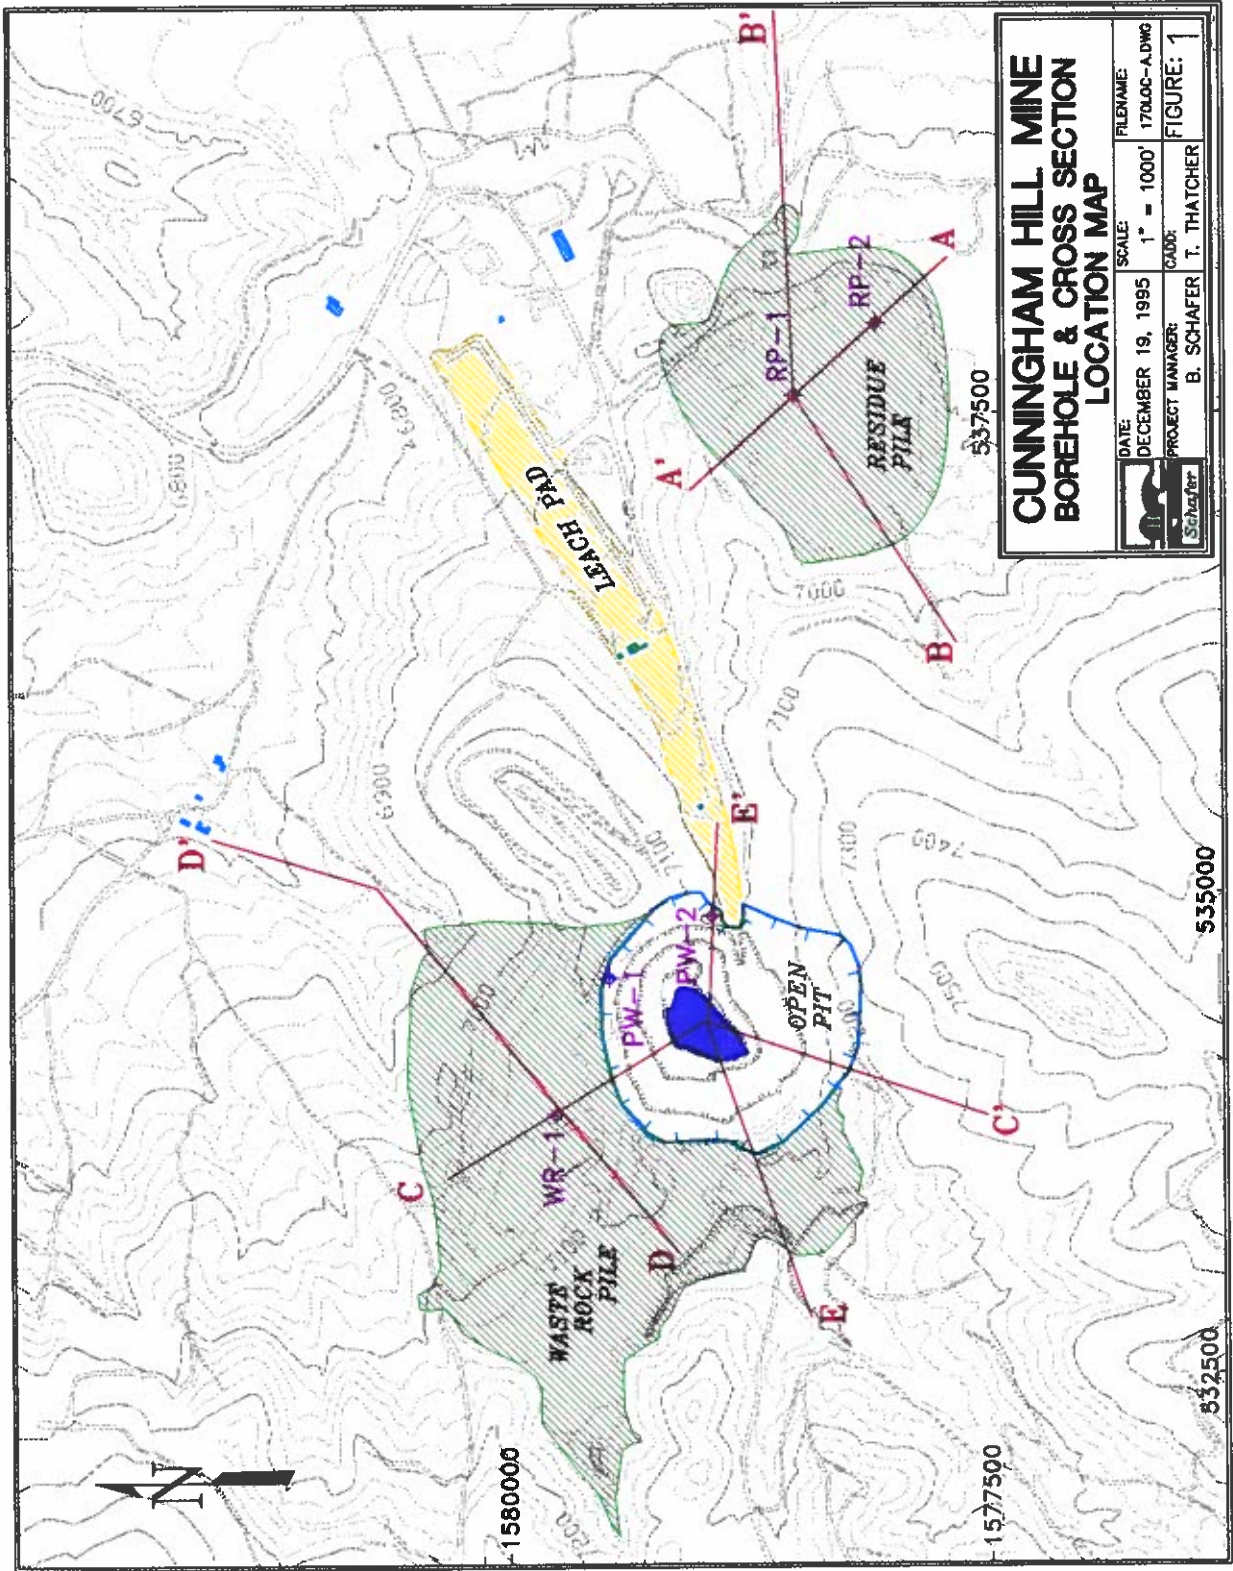 CUNNINGHAM HILL MINE
BOREHOLE & CROSS SECTION
LOCATION MAP
DATE:
DECEMBER 19, 1995
SCALE:
1" = 1000'
FILENAME:
170LOC-A.DWG
PROJECT MANAGER:
B. SCHAFER
CADD:
T. THATCHER
FIGURE: 1
Schafer
N
1580000
1577500
532500
535000
537500
WASTE
ROCK
PILE
OPEN
PIT
LEACH PAD
RESIDUE
PILE
WR-1
PW-1
PW-2
RP-1
RP-2
A
A'
B
B'
C
C'
D
D'
E
E'
6700
6800
6900
7000
7100
7100
7300
7400
7500
7200